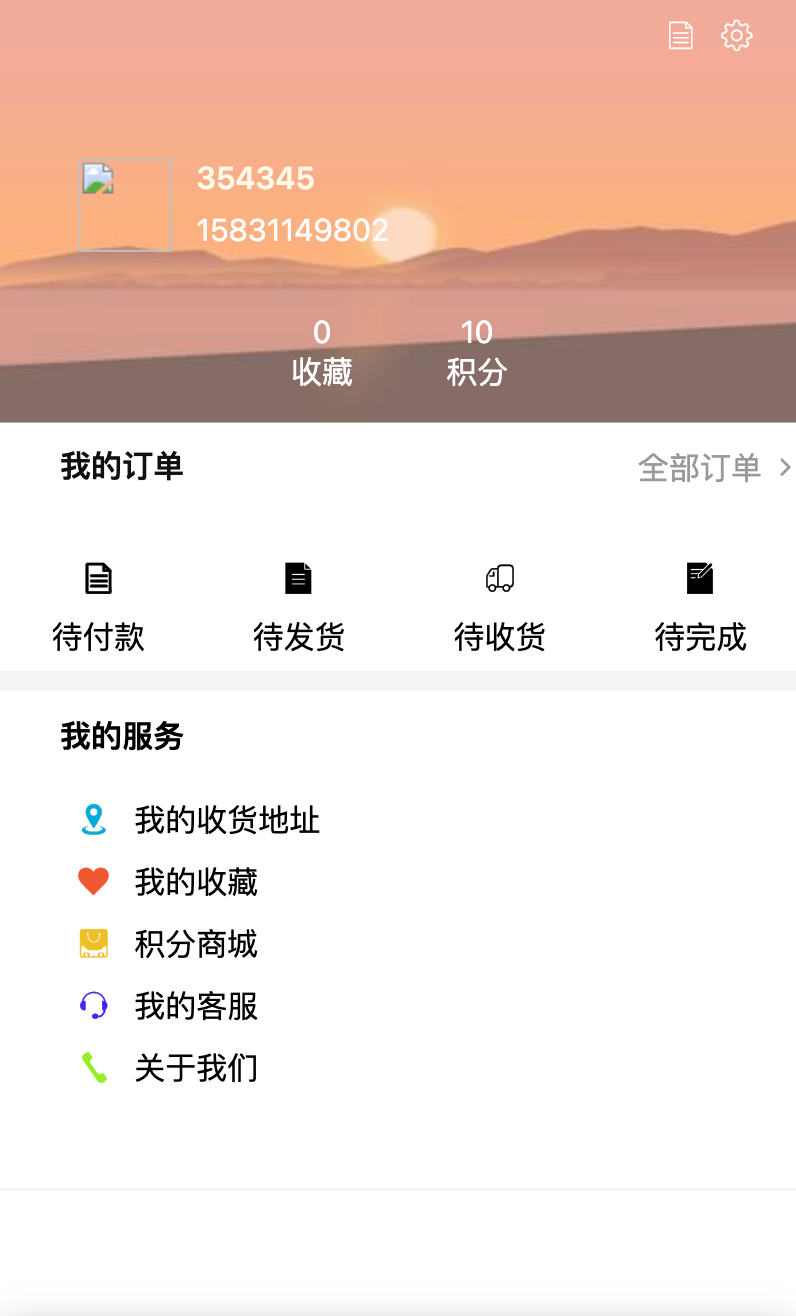 354345
15831149802
0 10
收藏 积分
我的订单 全部订单
待付款 待发货 待收货 待完成
我的服务
我的收货地址
我的收藏
积分商城
我的客服
关于我们